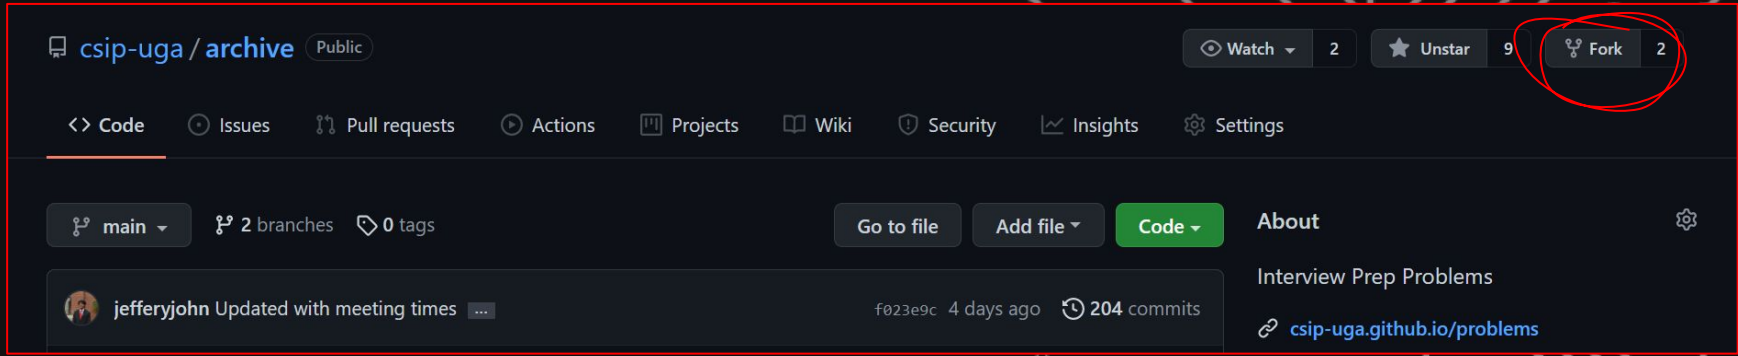 csip-uga / archive Public Watch 2 Unstar 9 Fork 2
Code Issues Pull requests Actions Projects Wiki Security Insights Settings
main 2 branches 0 tags Go to file Add file Code About
Interview Prep Problems
jefferyjohn Updated with meeting times ... f023e9c 4 days ago 204 commits
csip-uga.github.io/problems